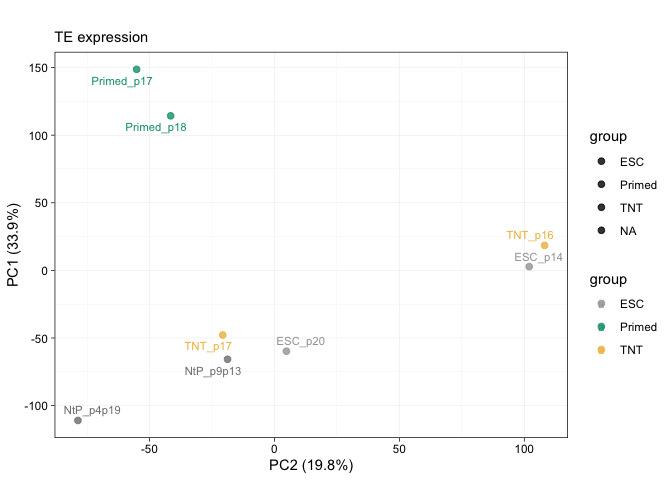 TE expression
150
100
50
0
-50
-100
PC1 (33.9%)
Primed_p17
Primed_p18
TNT_p16
ESC_p14
TNT_p17
ESC_p20
NtP_p9p13
NtP_p4p19
-50
0
50
100
PC2 (19.8%)
group
ESC
Primed
TNT
NA
group
ESC
Primed
TNT